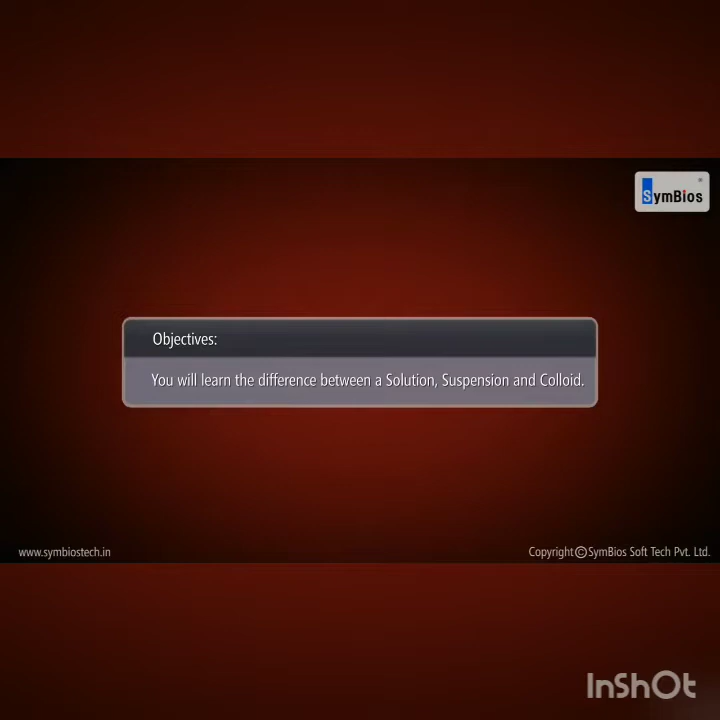 SymBios
Objectives:
You will learn the difference between a Solution, Suspension and Colloid.
www.symbiostech.in
Copyright©SymBios Soft Tech Pvt. Ltd.
InShOt